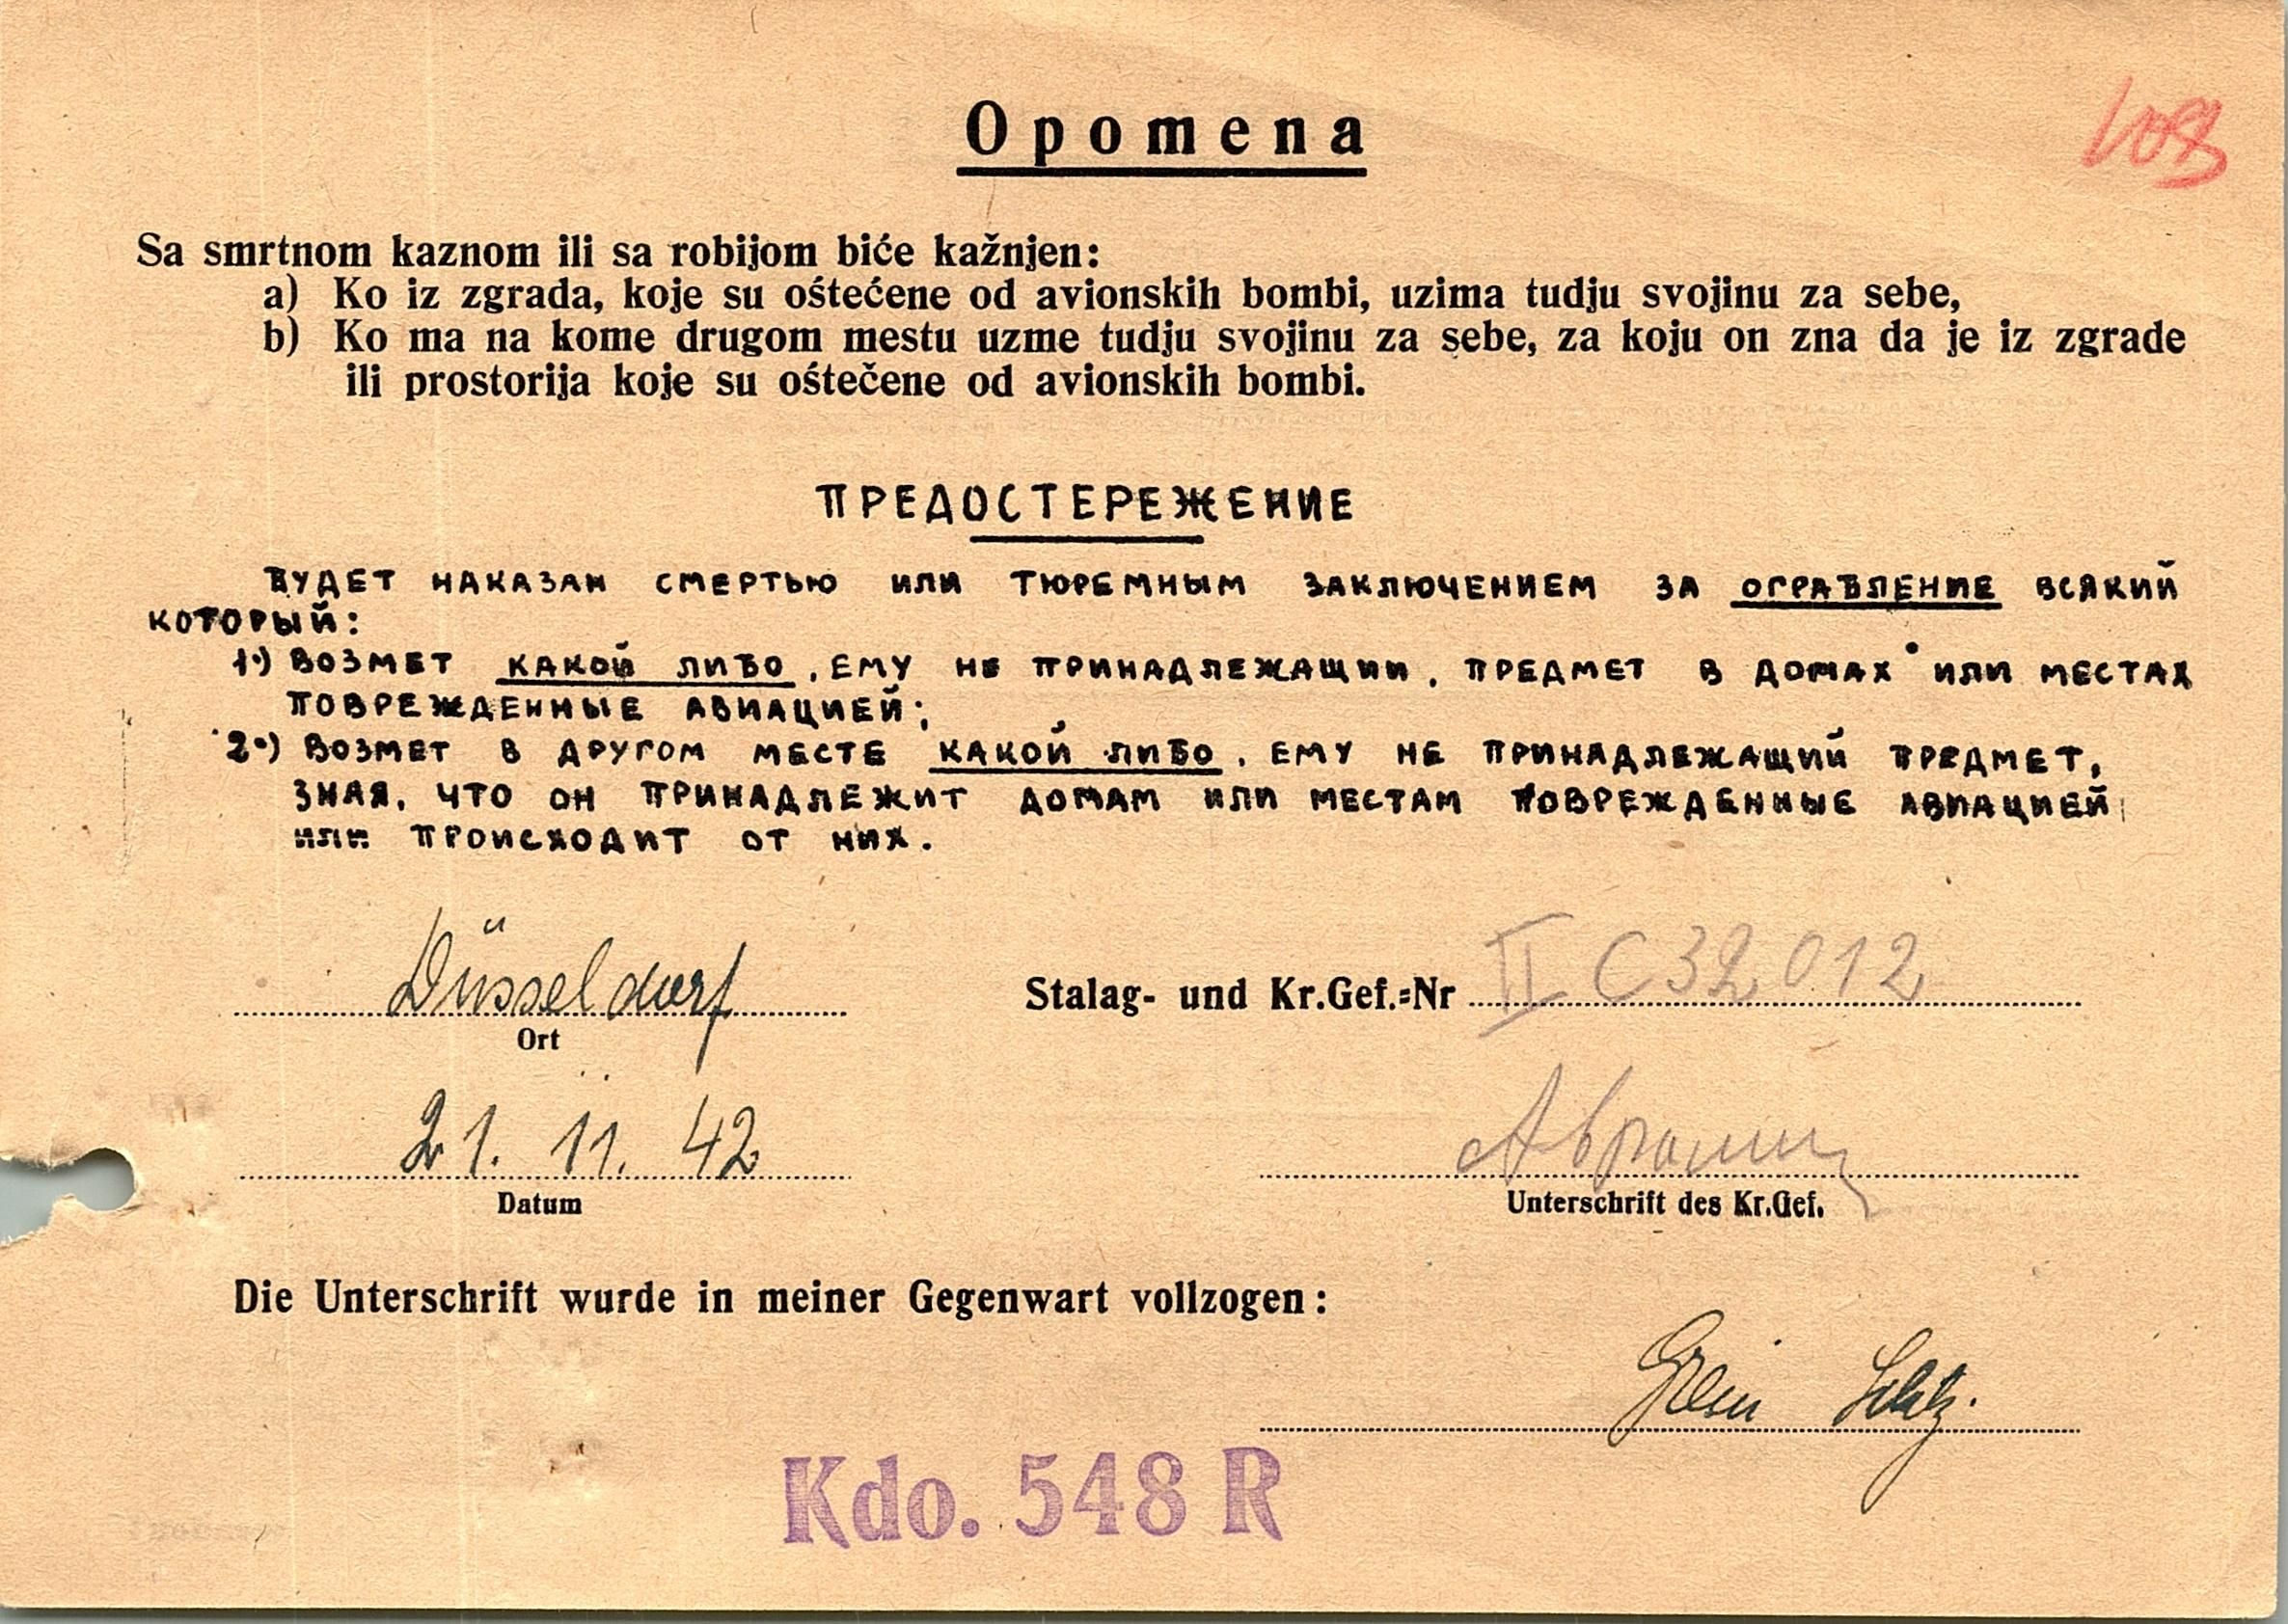 Opomena
Sa smrtnom kaznom ili sa robijom biće kažnjen:
a) Ko iz zgrada, koje su ośtećene od avionskih bombi, uzima tudju svojinu za sebe,
b) Ko ma na kome drugom mestu uzme tudju svojinu za sebe, za koju on zna da je iz zgrade
ili prostorija koje su ośtečene od avionskih bombi.
ПРЕДОСТЕРЕЖЕНИЕ
БУДЕТ НАКАЗАН СМЕРТЬЮ ИЛИ ТЮРЕМНЫМ ЗАКЛЮЧЕНИЕМ ЗА ОГРАБЛЕНИЕ ВСЯКИЙ
КОТОРЫЙ:
1°) ВОЗМЕТ КАКОЙ ЛИБО, ЕМУ НЕ ПРИНАДЛЕЖАЩИИ, ПРЕДМЕТ В ДОМАХ ИЛИ МЕСТАХ
ПОВРЕЖДЕННЫЕ АВИАЦИЕЙ;
2°) ВОЗМЕТ В ДРУГОМ МЕСТЕ КАКОЙ ЛИБО, ЕМУ НЕ ПРИНАДЛЕЖАЩИЙ ПРЕДМЕТ,
ЗНАЯ, ЧТО ОН ПРИНАДЛЕЖИТ ДОМАМ ИЛИ МЕСТАМ ПОВРЕЖДЕННЫЕ АВИАЦИЕЙ
ИЛИ ПРОИСХОДИТ ОТ НИХ.
Düsseldorf
Ort
Stalag- und Kr.Gef.=Nr II C 32 012
21. 11. 42
Datum
Unterschrift des Kr.Gef.
Die Unterschrift wurde in meiner Gegenwart vollzogen:
Kdo. 548 R